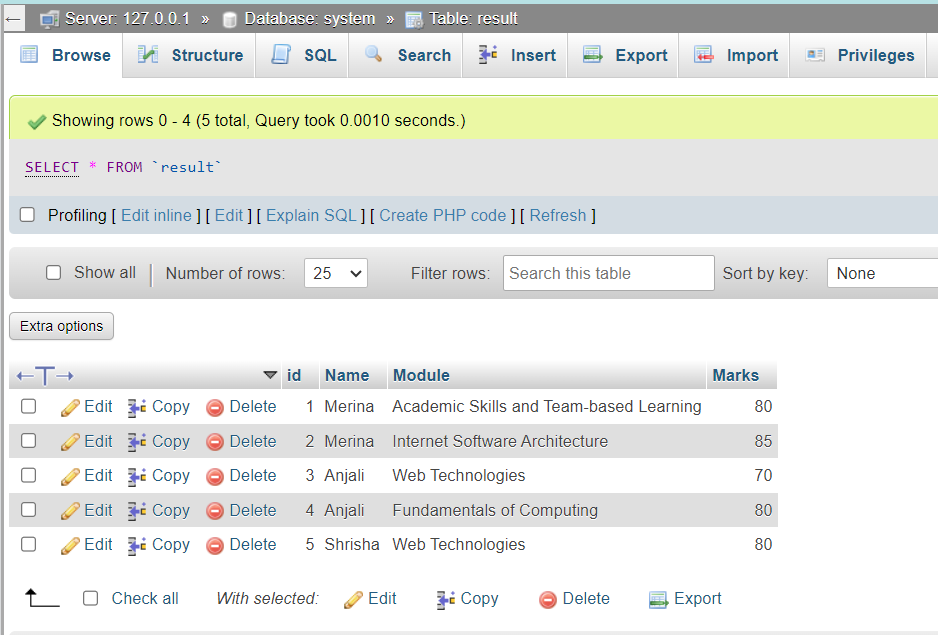 ← Server: 127.0.0.1 » Database: system » Table: result
Browse Structure SQL Search Insert Export Import Privileges
Showing rows 0 - 4 (5 total, Query took 0.0010 seconds.)
SELECT * FROM `result`
Profiling [ Edit inline ] [ Edit ] [ Explain SQL ] [ Create PHP code ] [ Refresh ]
Show all | Number of rows: 25 Filter rows: Search this table Sort by key: None
Extra options
←T→ id Name Module Marks
Edit Copy Delete 1 Merina Academic Skills and Team-based Learning 80
Edit Copy Delete 2 Merina Internet Software Architecture 85
Edit Copy Delete 3 Anjali Web Technologies 70
Edit Copy Delete 4 Anjali Fundamentals of Computing 80
Edit Copy Delete 5 Shrisha Web Technologies 80
Check all With selected: Edit Copy Delete Export